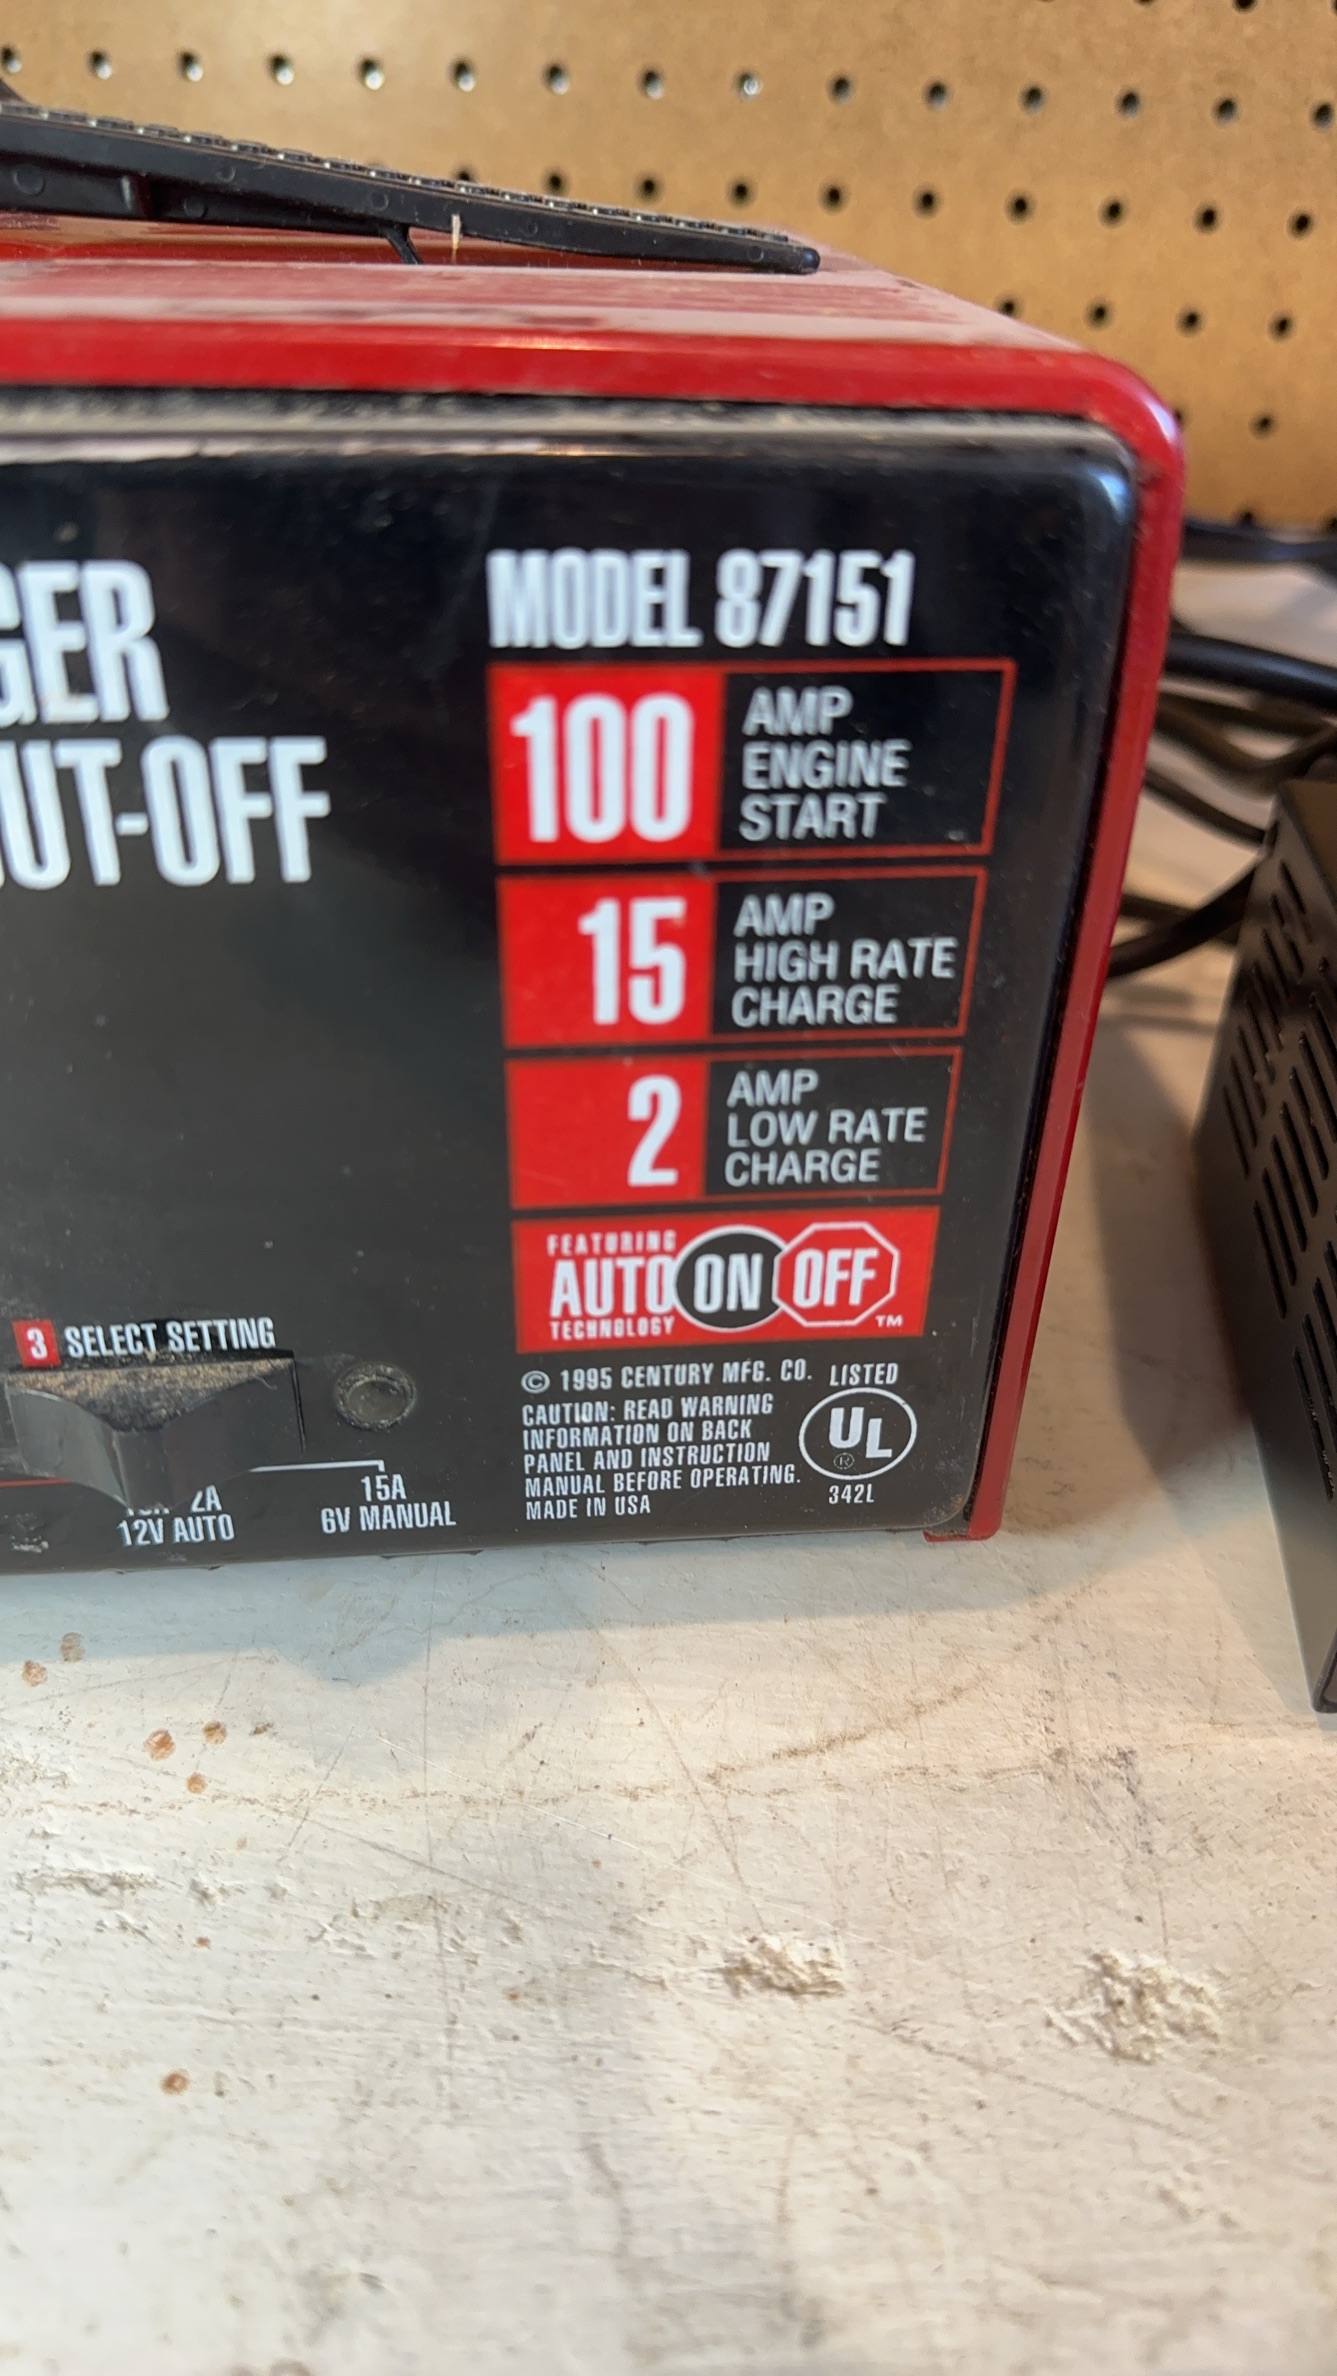 GER
UT-OFF
MODEL 87151
100 AMP
ENGINE
START
15 AMP
HIGH RATE
CHARGE
2 AMP
LOW RATE
CHARGE
FEATURING
AUTO ON OFF
TECHNOLOGY ™
3 SELECT SETTING
2A
12V AUTO
15A
6V MANUAL
© 1995 CENTURY MFG. CO.
CAUTION: READ WARNING
INFORMATION ON BACK
PANEL AND INSTRUCTION
MANUAL BEFORE OPERATING.
MADE IN USA
LISTED
UL
®
342L